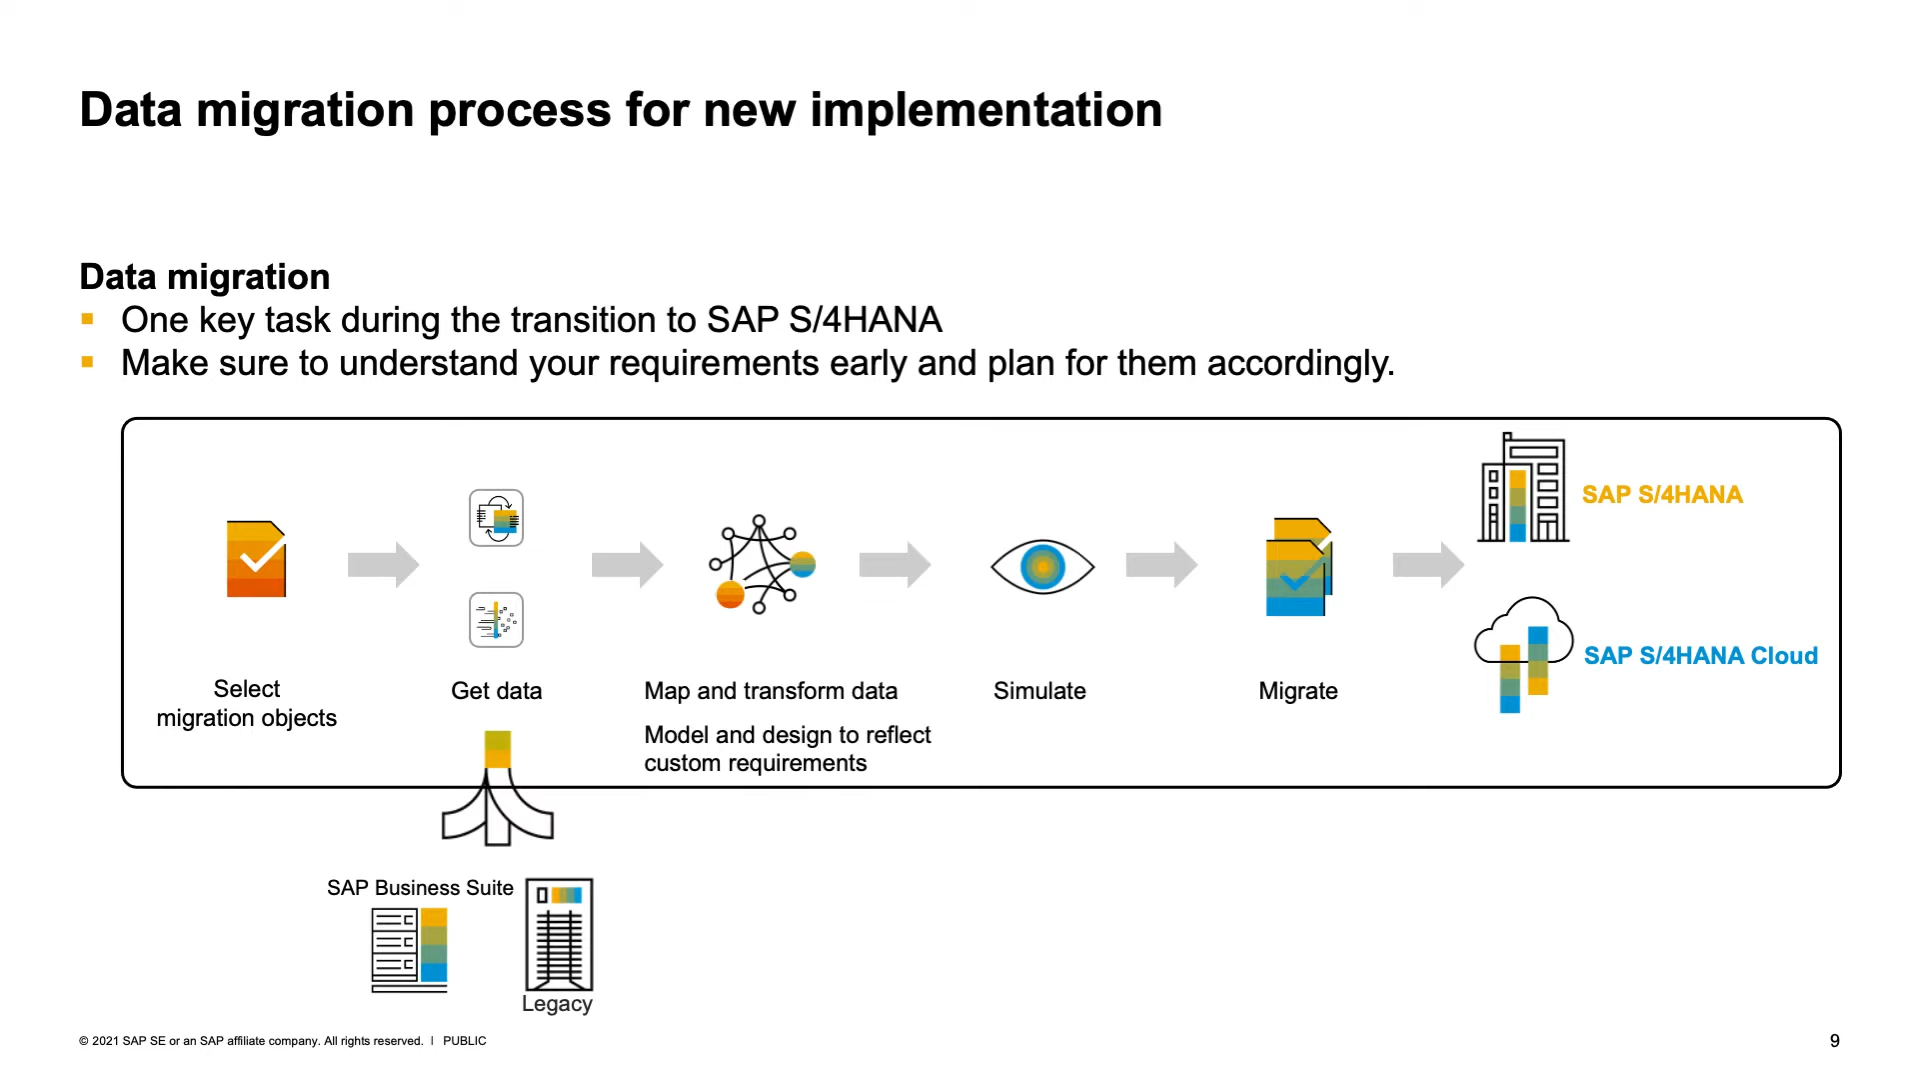 Data migration process for new implementation
Data migration
▪ One key task during the transition to SAP S/4HANA
▪ Make sure to understand your requirements early and plan for them accordingly.
Select
migration objects
Get data
Map and transform data
Model and design to reflect
custom requirements
Simulate
Migrate
SAP S/4HANA
SAP S/4HANA Cloud
SAP Business Suite
Legacy
© 2021 SAP SE or an SAP affiliate company. All rights reserved. | PUBLIC
9